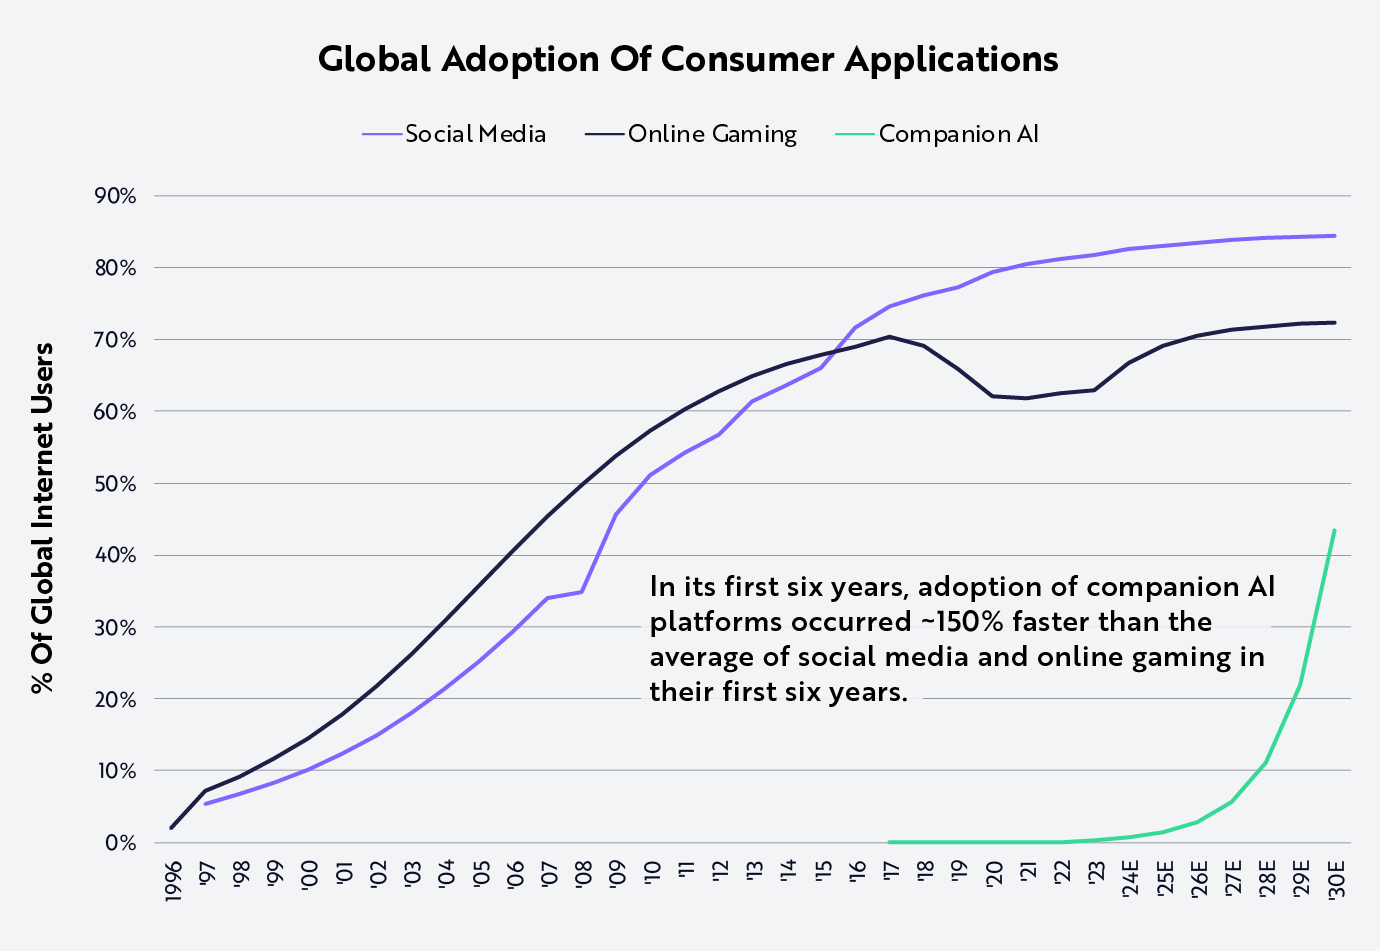 Global Adoption Of Consumer Applications
Social Media
Online Gaming
Companion AI
% Of Global Internet Users
90%
80%
70%
60%
50%
40%
30%
20%
10%
0%
In its first six years, adoption of companion AI
platforms occurred ~150% faster than the
average of social media and online gaming in
their first six years.
1996
'97
'98
'99
'00
'01
'02
'03
'04
'05
'06
'07
'08
'09
'10
'11
'12
'13
'14
'15
'16
'17
'18
'19
'20
'21
'22
'23
'24E
'25E
'26E
'27E
'28E
'29E
'30E